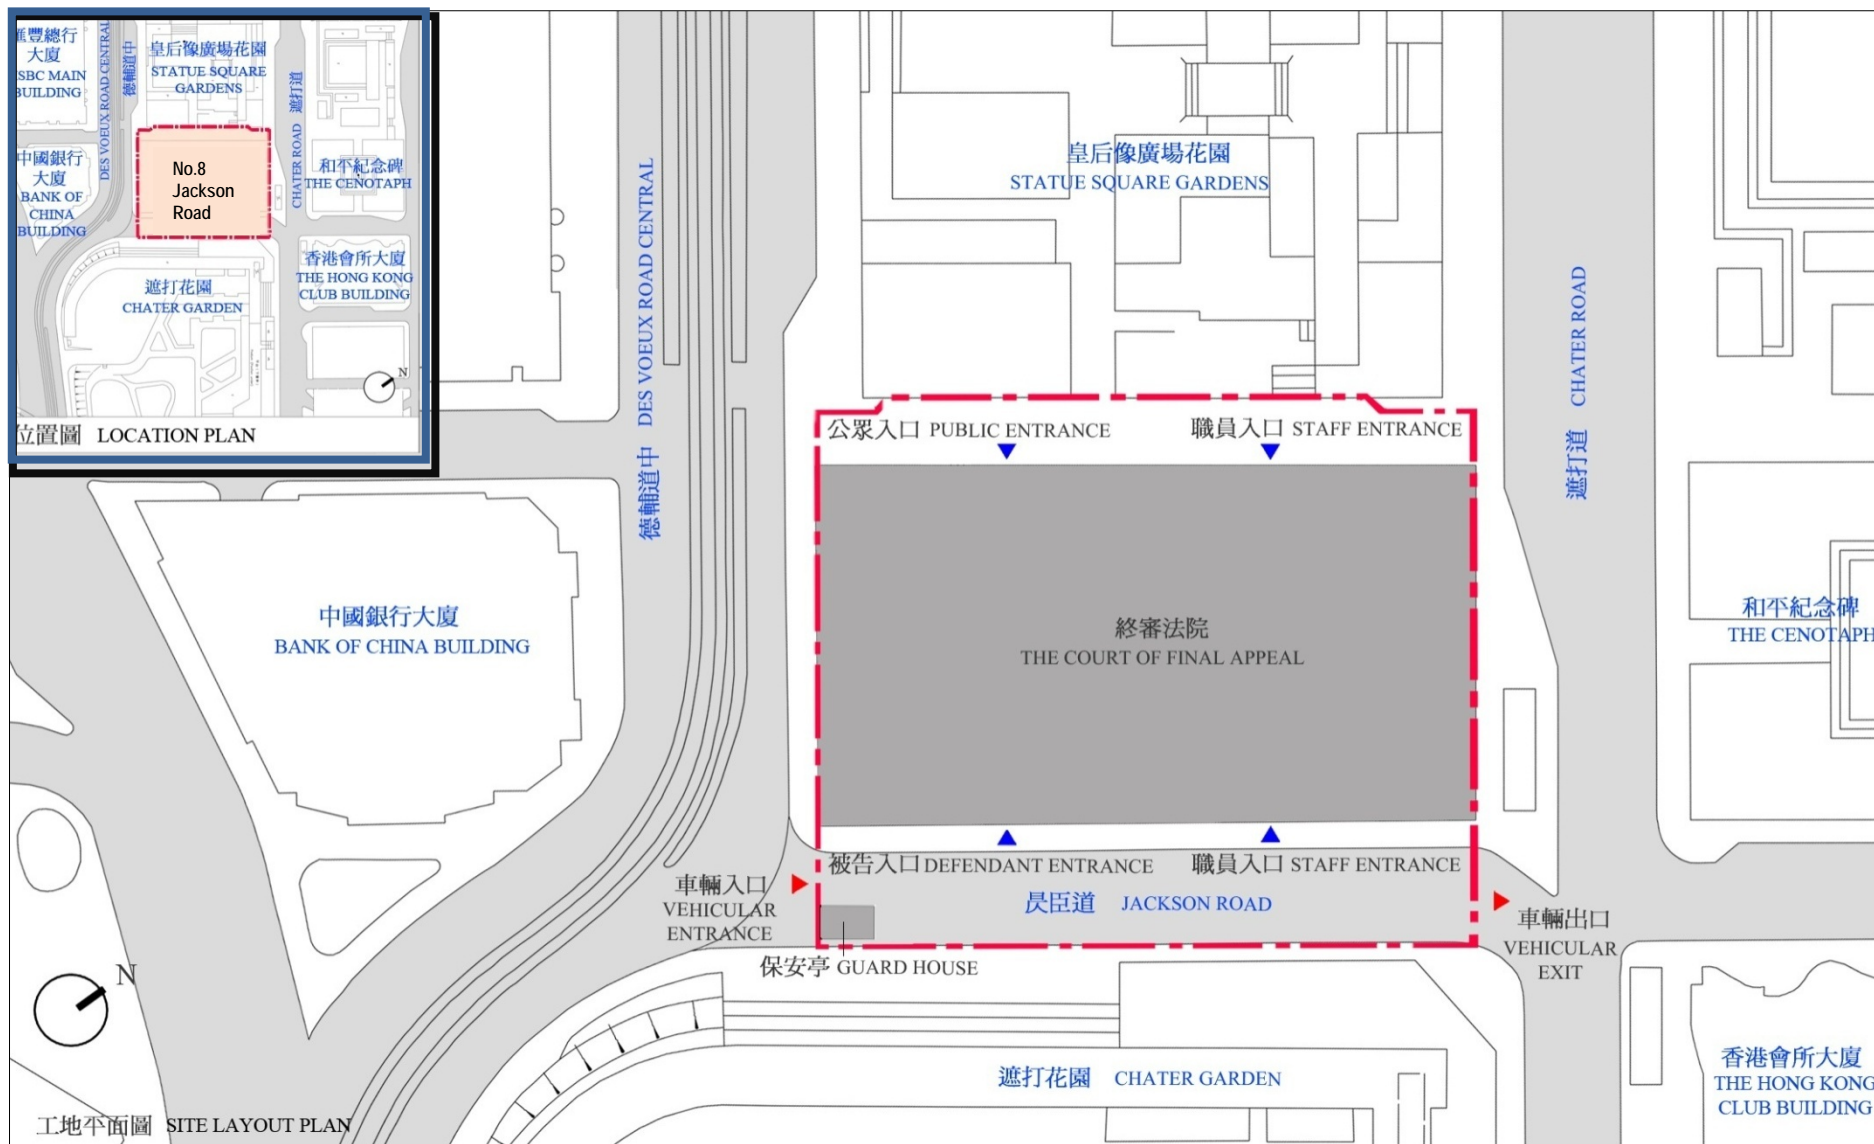 滙豐總行
大廈
SBC MAIN
BUILDING
DES VOEUX ROAD CENTRAL
德輔道中
皇后像廣場花園
STATUE SQUARE
GARDENS
CHATER ROAD 遮打道
中國銀行
大廈
BANK OF
CHINA
BUILDING
No.8
Jackson
Road
和平紀念碑
THE CENOTAPH
遮打花園
CHATER GARDEN
香港會所大廈
THE HONG KONG
CLUB BUILDING
N
位置圖 LOCATION PLAN
皇后像廣場花園
STATUE SQUARE GARDENS
德輔道中 DES VOEUX ROAD CENTRAL
遮打道 CHATER ROAD
公眾入口 PUBLIC ENTRANCE
職員入口 STAFF ENTRANCE
中國銀行大廈
BANK OF CHINA BUILDING
終審法院
THE COURT OF FINAL APPEAL
和平紀念碑
THE CENOTAPH
被告入口 DEFENDANT ENTRANCE
職員入口 STAFF ENTRANCE
車輛入口
VEHICULAR
ENTRANCE
昃臣道 JACKSON ROAD
車輛出口
VEHICULAR
EXIT
保安亭 GUARD HOUSE
N
遮打花園 CHATER GARDEN
香港會所大廈
THE HONG KONG
CLUB BUILDING
工地平面圖 SITE LAYOUT PLAN